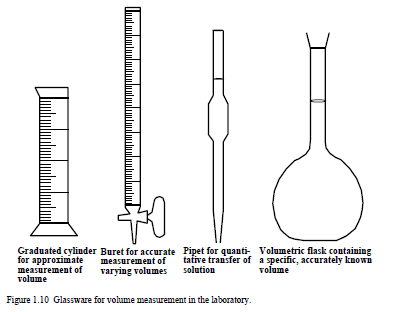 Graduated cylinder
for approximate
measurement of
volume
Buret for accurate
measurement of
varying volumes
Pipet for quanti-
tative transfer of
solution
Volumetric flask containing
a specific, accurately known
volume
Figure 1.10 Glassware for volume measurement in the laboratory.